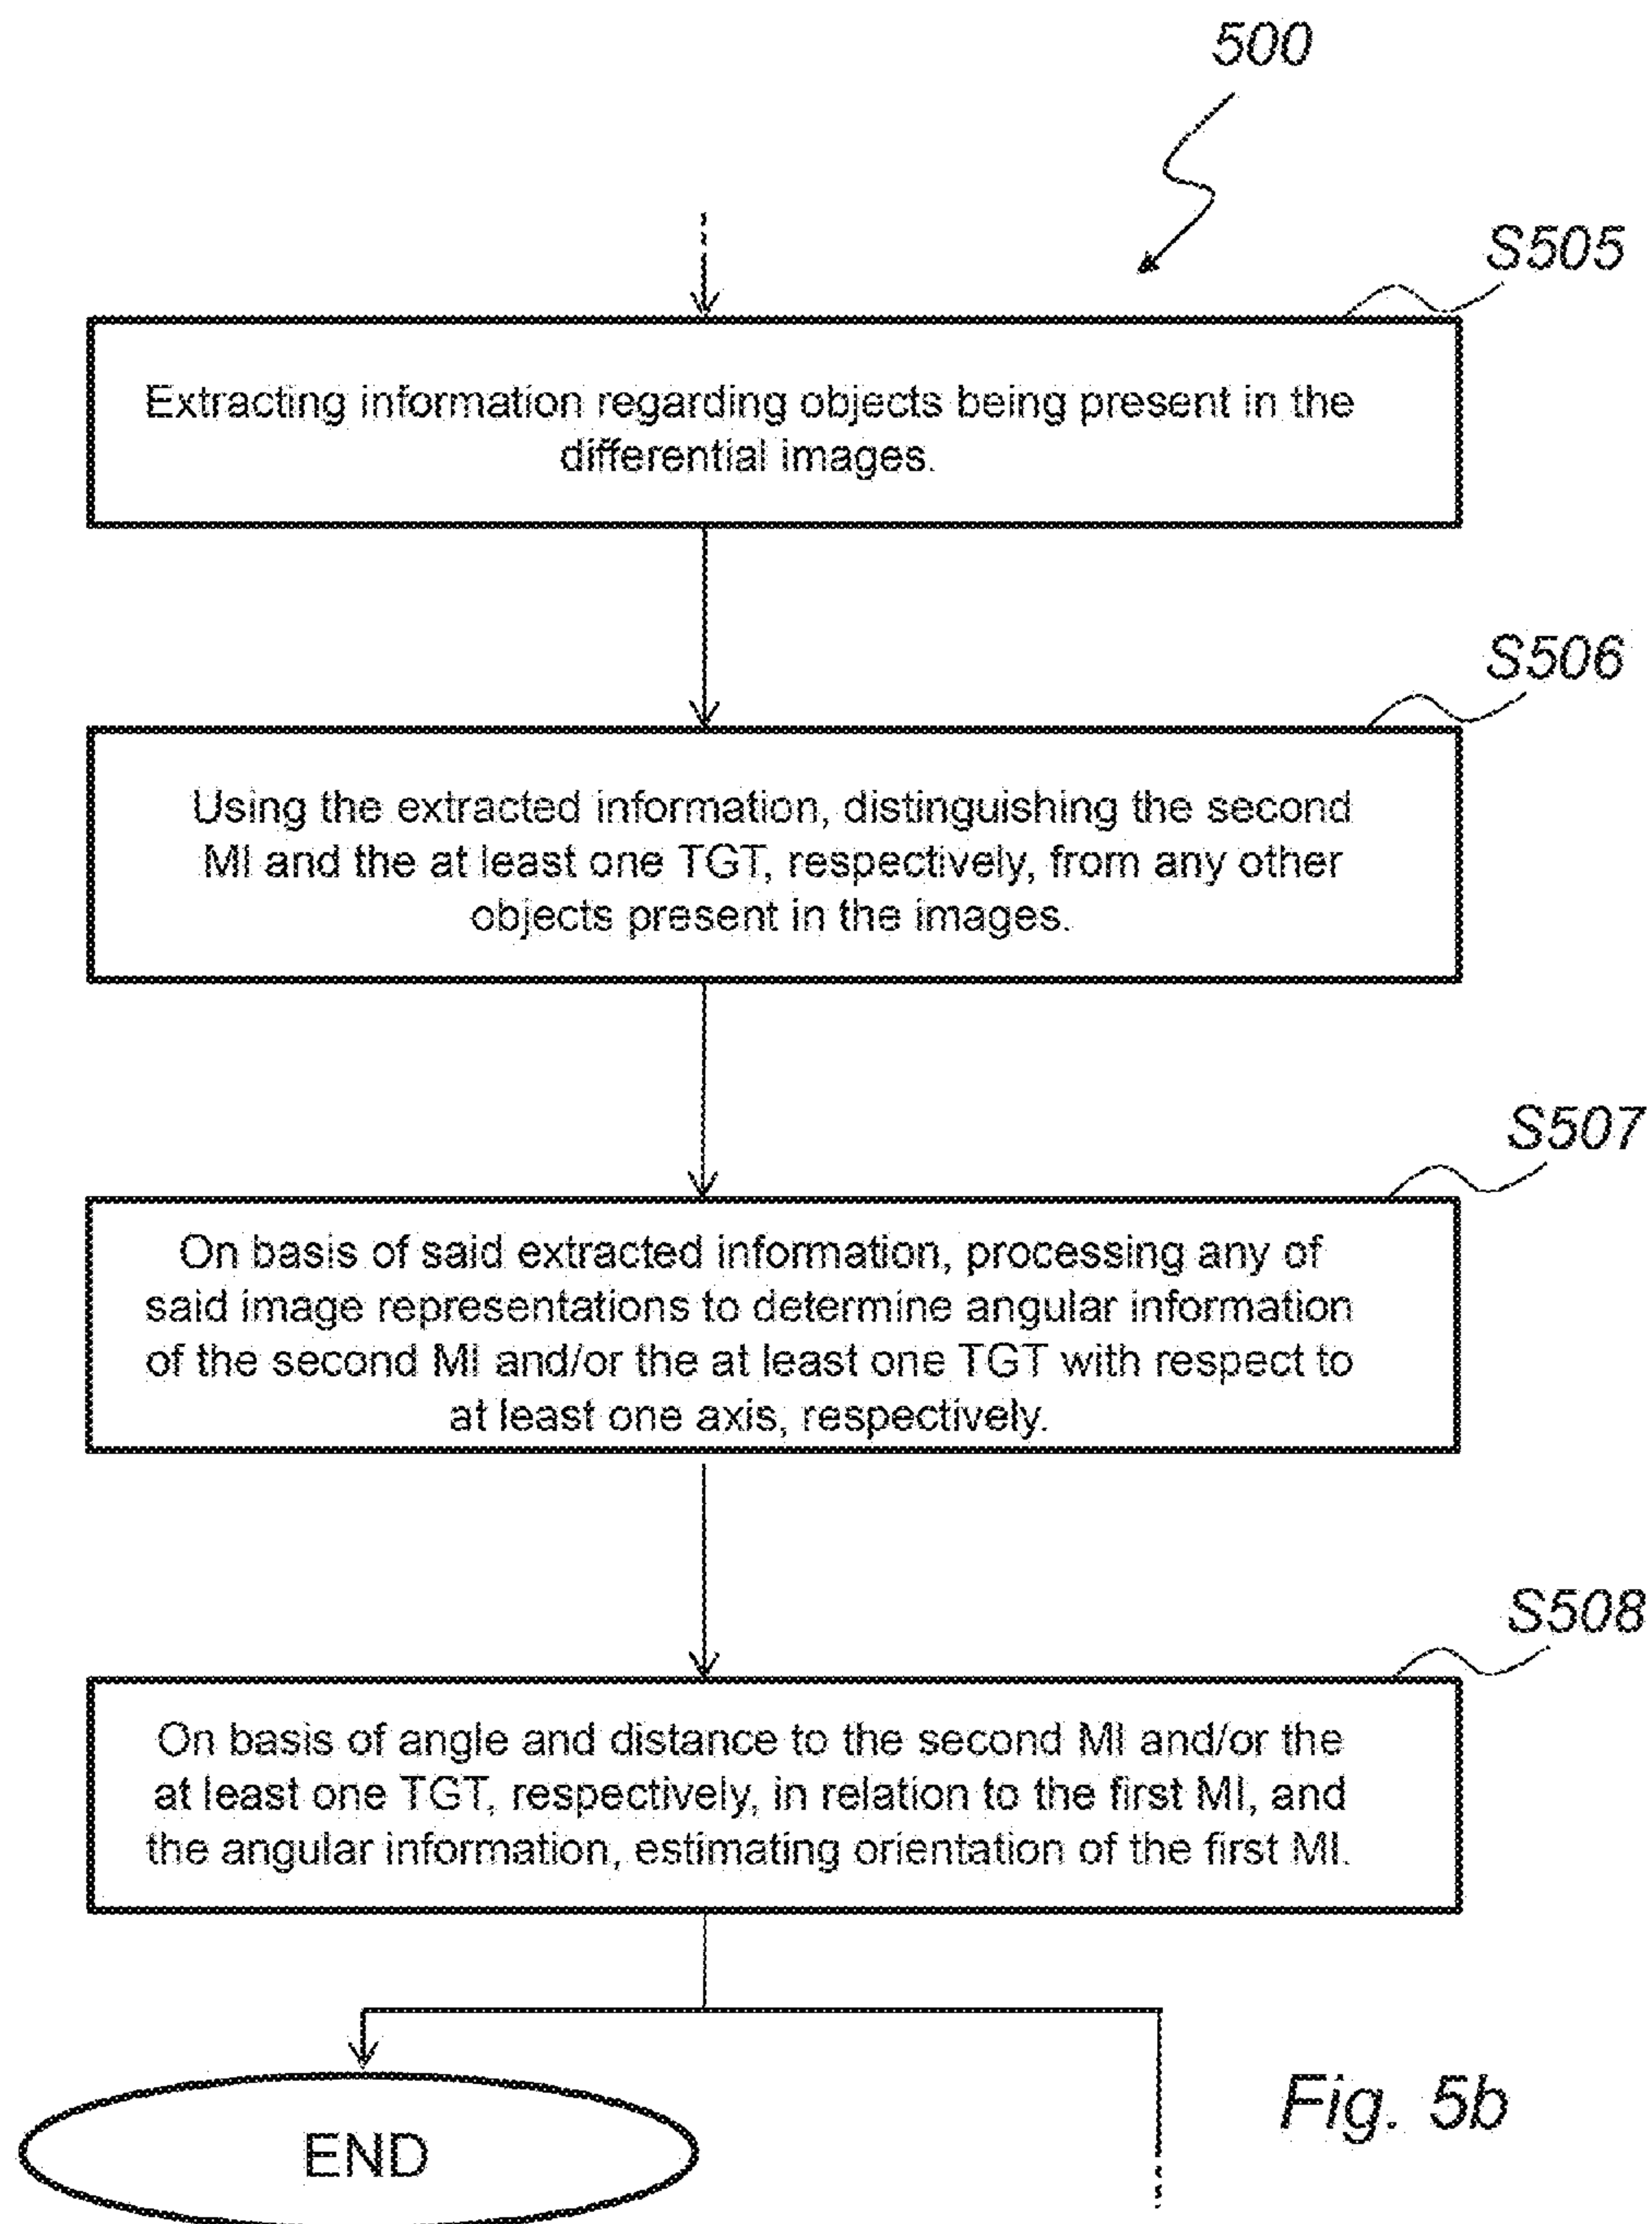 500
S505
Extracting information regarding objects being present in the
differential images.
S506
Using the extracted information, distinguishing the second
MI and the at least one TGT, respectively, from any other
objects present in the images.
S507
On basis of said extracted information, processing any of
said image representations to determine angular information
of the second MI and/or the at least one TGT with respect to
at least one axis, respectively.
S508
On basis of angle and distance to the second MI and/or the
at least one TGT, respectively, in relation to the first MI, and
the angular information, estimating orientation of the first MI.
END
Fig. 5b